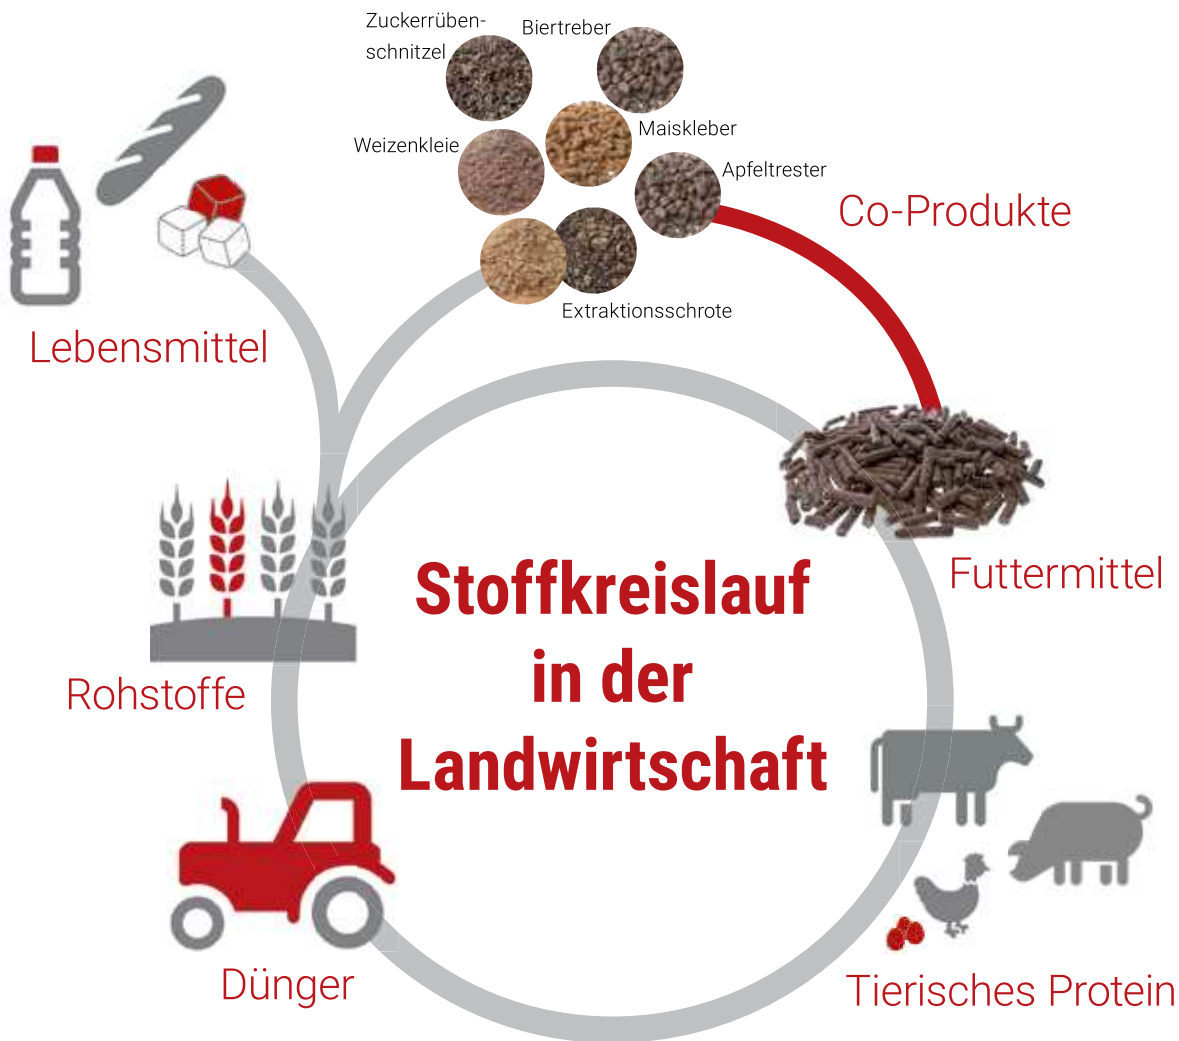 Zuckerrüben-
schnitzel
Biertreber
Maiskleber
Weizenkleie
Apfeltrester
Co-Produkte
Extraktionsschrote
Lebensmittel
Stoffkreislauf
in der
Landwirtschaft
Futtermittel
Rohstoffe
Dünger
Tierisches Protein